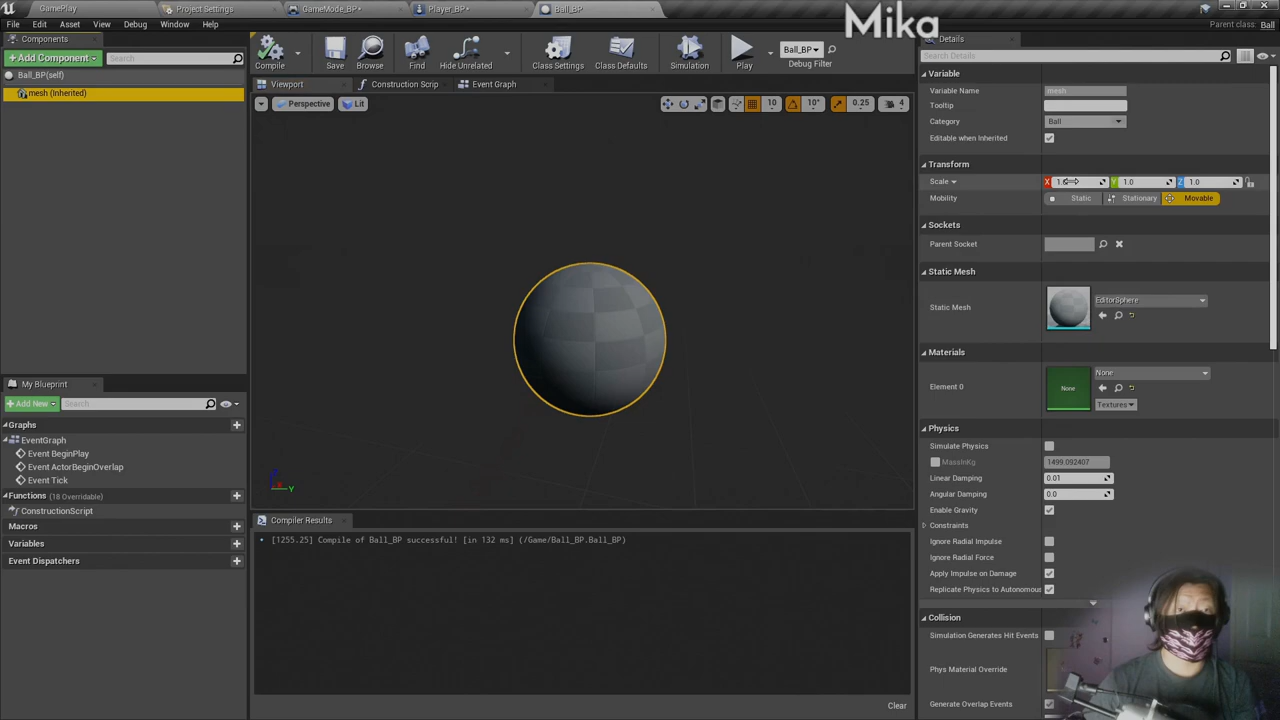 GamePlay
Project Settings
GameMode_BP*
Player_BP*
Ball_BP
Mika
File Edit Asset View Debug Window Help
Parent class: Ball
Components
Details
+Add Component
Search
Ball_BP(self)
mesh (Inherited)
Compile
Save
Browse
Find
Hide Unrelated
Class Settings
Class Defaults
Simulation
Play
Ball_BP
Debug Filter
Search Details
Viewport
Construction Scrip
Event Graph
Perspective
Lit
10
10°
0.25
4
Variable
Variable Name
mesh
Tooltip
Category
Ball
Editable when Inherited
Transform
Scale
X
Y 1.0
Z 1.0
Mobility
Static
Stationary
Movable
Sockets
Parent Socket
Static Mesh
Static Mesh
EditorSphere
Materials
Element 0
None
None
Textures
Physics
Simulate Physics
MassInKg
1499.092407
Linear Damping
0.01
Angular Damping
0.0
Enable Gravity
Constraints
Ignore Radial Impulse
Ignore Radial Force
Apply Impulse on Damage
Replicate Physics to Autonomous
Collision
Simulation Generates Hit Events
Phys Material Override
Generate Overlap Events
My Blueprint
+Add New
Search
Graphs
EventGraph
Event BeginPlay
Event ActorBeginOverlap
Event Tick
Functions (18 Overridable)
ConstructionScript
Macros
Variables
Event Dispatchers
Z
X
Y
Compiler Results
[1255.25] Compile of Ball_BP successful! [in 132 ms] (/Game/Ball_BP.Ball_BP)
Clear